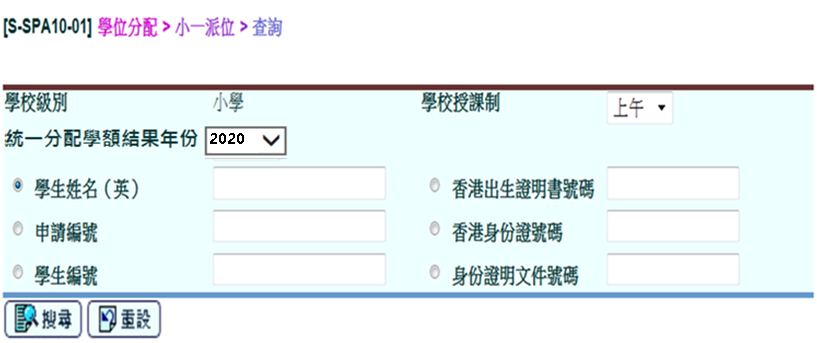 [S-SPA10-01] 學位分配 > 小一派位 > 查詢
學校級別 小學 學校授課制 上午
統一分配學額結果年份 2020
學生姓名（英） 香港出生證明書號碼
申請編號 香港身份證號碼
學生編號 身份證明文件號碼
搜尋 重設